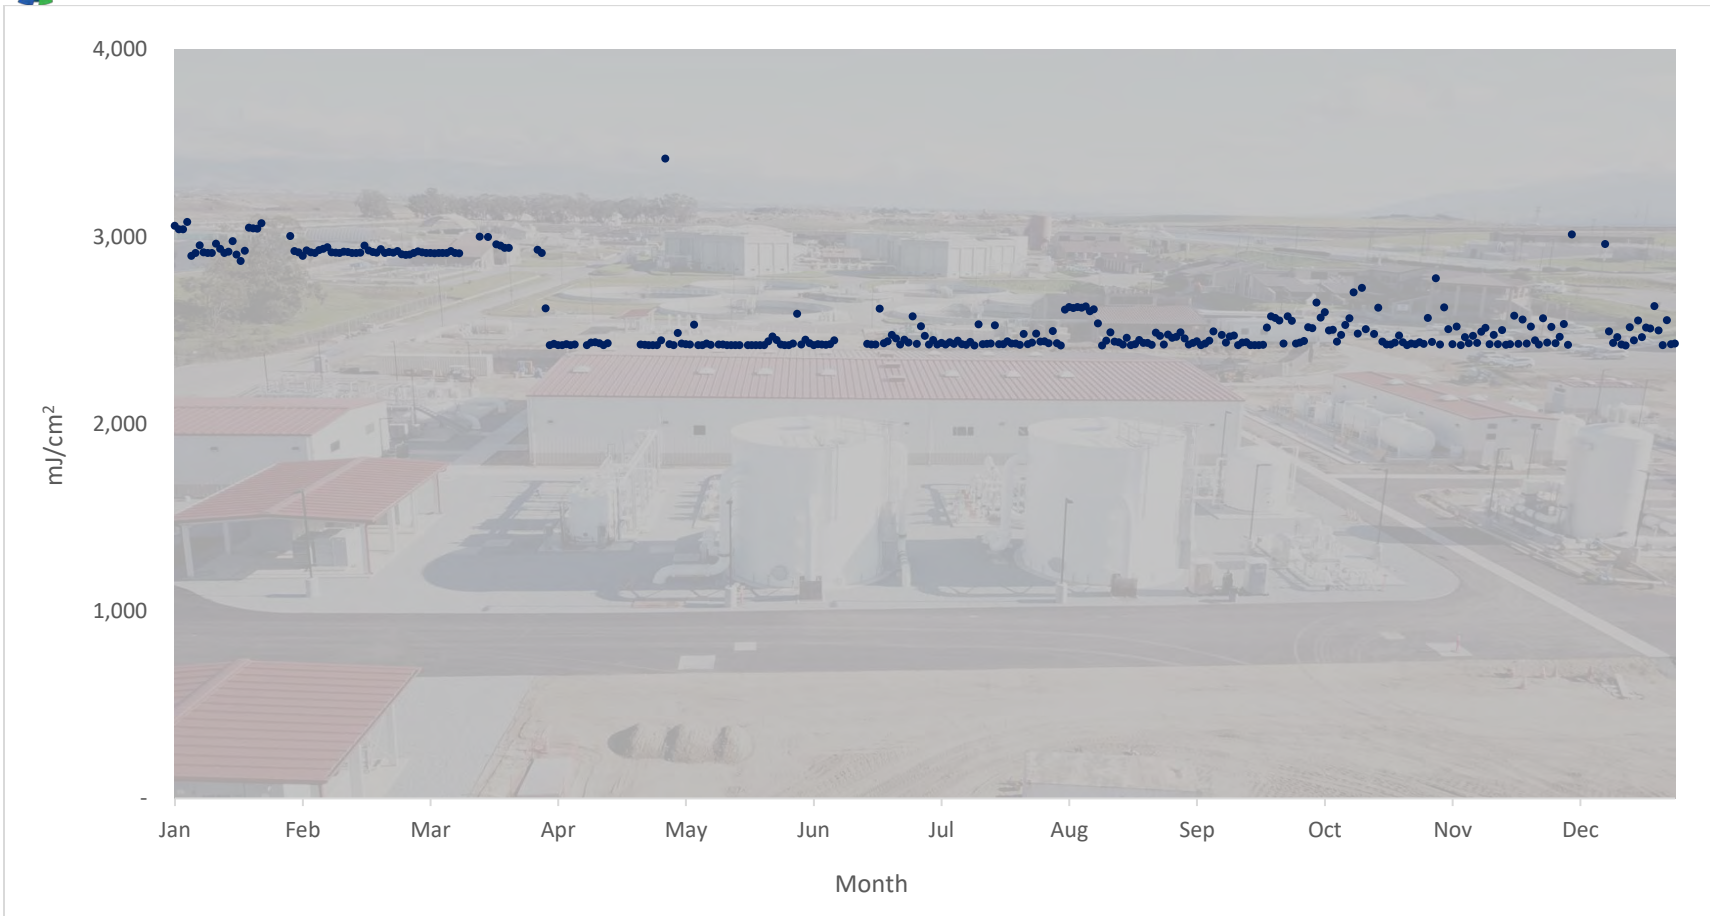 4,000
3,000
2,000
1,000
-
mJ/cm²
Jan Feb Mar Apr May Jun Jul Aug Sep Oct Nov Dec
Month